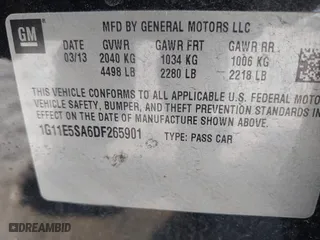 GM
MFD BY GENERAL MOTORS LLC
DATE GVWR GAWR FRT GAWR RR
03/13 2040 KG 1034 KG 1006 KG
4498 LB 2280 LB 2218 LB
THIS VEHICLE CONFORMS TO ALL APPLICABLE U.S. FEDERAL MOTOR
VEHICLE SAFETY, BUMPER, AND THEFT PREVENTION STANDARDS IN
EFFECT ON THE DATE OF MANUFACTURE SHOWN ABOVE.
1G11E5SA6DF265901 TYPE: PASS CAR
AUTOBIDMASTER